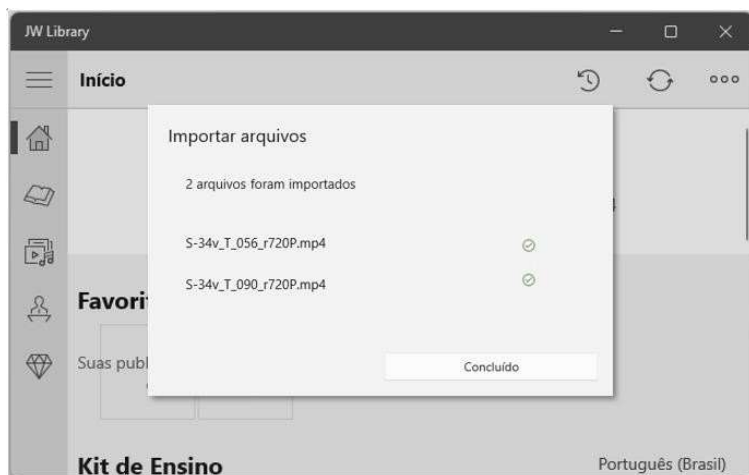 JW Library
Início
Importar arquivos
2 arquivos foram importados
S-34v_T_056_r720P.mp4
S-34v_T_090_r720P.mp4
Concluído
Favorit
Suas publ
Kit de Ensino
Português (Brasil)